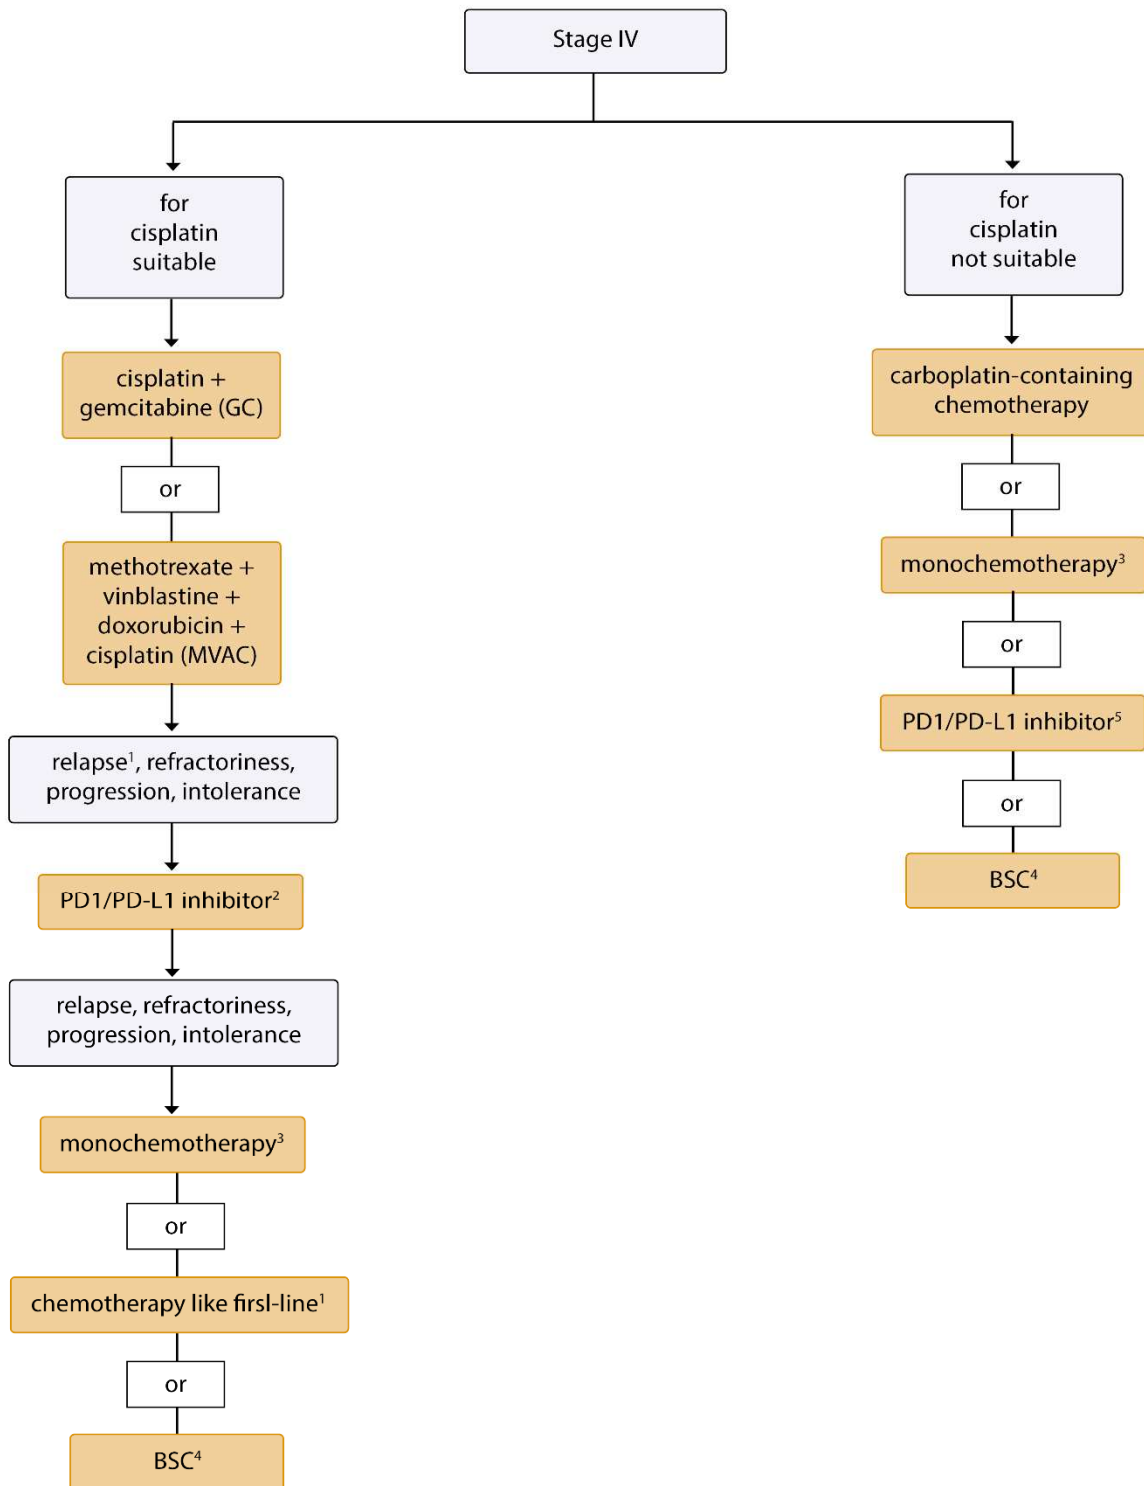 Stage IV
for
cisplatin
suitable
cisplatin +
gemcitabine (GC)
or
methotrexate +
vinblastine +
doxorubicin +
cisplatin (MVAC)
relapse¹, refractoriness,
progression, intolerance
PD1/PD-L1 inhibitor²
relapse, refractoriness,
progression, intolerance
monochemotherapy³
or
chemotherapy like firsl-line¹
or
BSC⁴
for
cisplatin
not suitable
carboplatin-containing
chemotherapy
or
monochemotherapy³
or
PD1/PD-L1 inhibitor⁵
or
BSC⁴